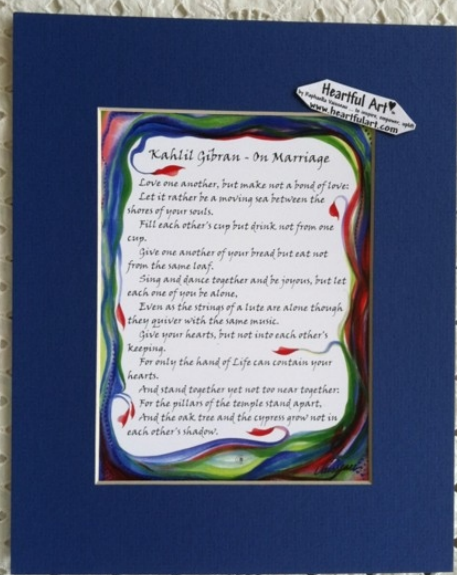 Heartful Art
www.heartfulart.com
Kahlil Gibran - On Marriage
Love one another, but make not a bond of love:
Let it rather be a moving sea between the
shores of your souls.
Fill each other's cup but drink not from one
cup.
Give one another of your bread but eat not
from the same loaf.
Sing and dance together and be joyous, but let
each one of you be alone,
Even as the strings of a lute are alone though
they quiver with the same music.
Give your hearts, but not into each other's
keeping.
For only the hand of Life can contain your
hearts.
And stand together yet not too near together:
For the pillars of the temple stand apart,
And the oak tree and the cypress grow not in
each other's shadow.